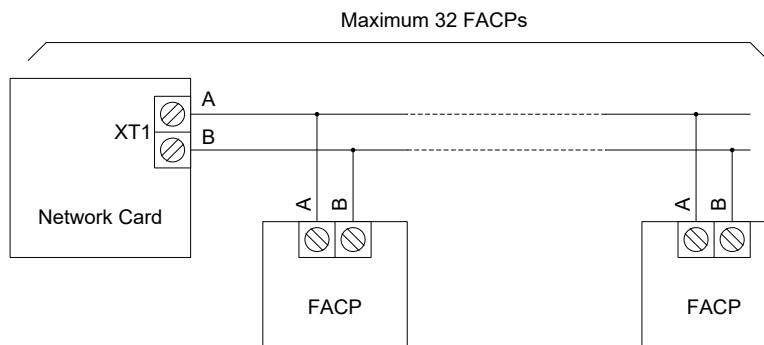 Maximum 32 FACPs
A
XT1
B
Network Card
A B A B
FACP FACP